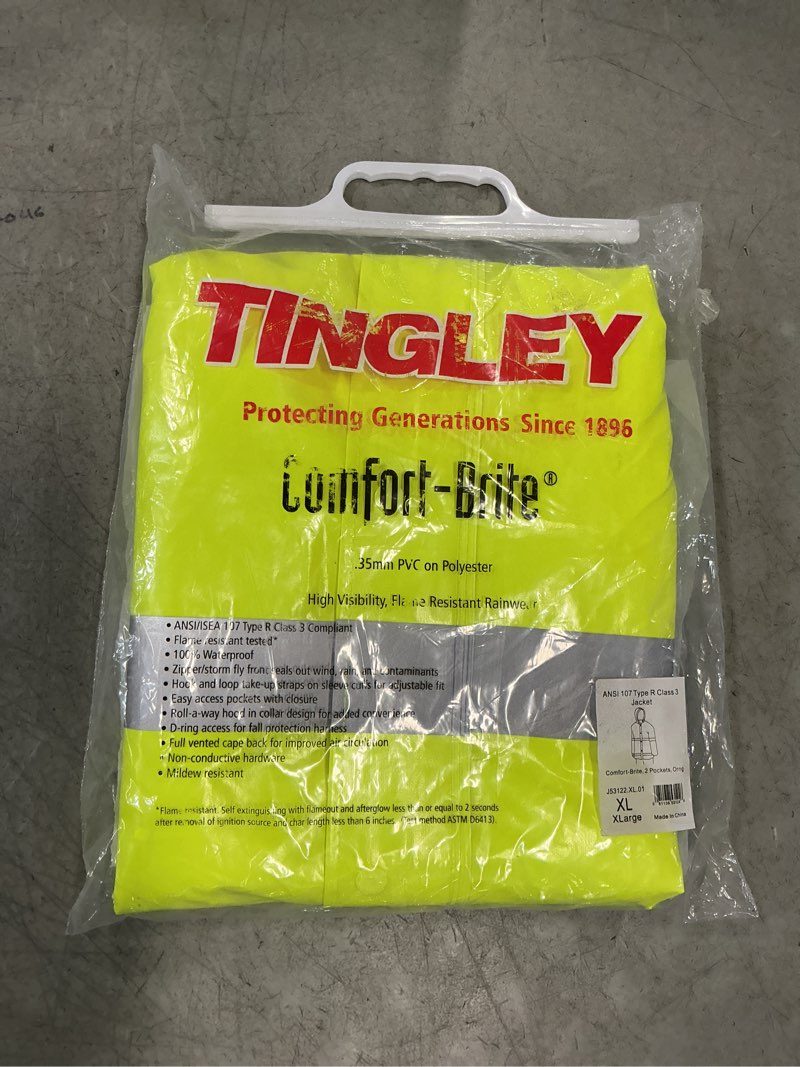 TINGLEY
Protecting Generations Since 1896
Comfort-Brite®
.35mm PVC on Polyester
High Visibility, Flame Resistant Rainwear
• ANSI/ISEA 107 Type R Class 3 Compliant
• Flame resistant tested*
• 100% Waterproof
• Zipper/storm fly front seals out wind, rain, and contaminants
• Hook and loop take-up straps on sleeve cuffs for adjustable fit
• Easy access pockets with closure
• Roll-a-way hood in collar design for added convenience
• D-ring access for fall protection harness
• Full vented cape back for improved air circulation
• Non-conductive hardware
• Mildew resistant
*Flame resistant. Self extinguishing with flameout and afterglow less than or equal to 2 seconds
after removal of ignition source and char length less than 6 inches. (Test method ASTM D6413).
ANSI 107 Type R Class 3
Jacket
Comfort-Brite, 2 Pockets, Orng
J53122.XL.01
XL
XLarge
Made in China